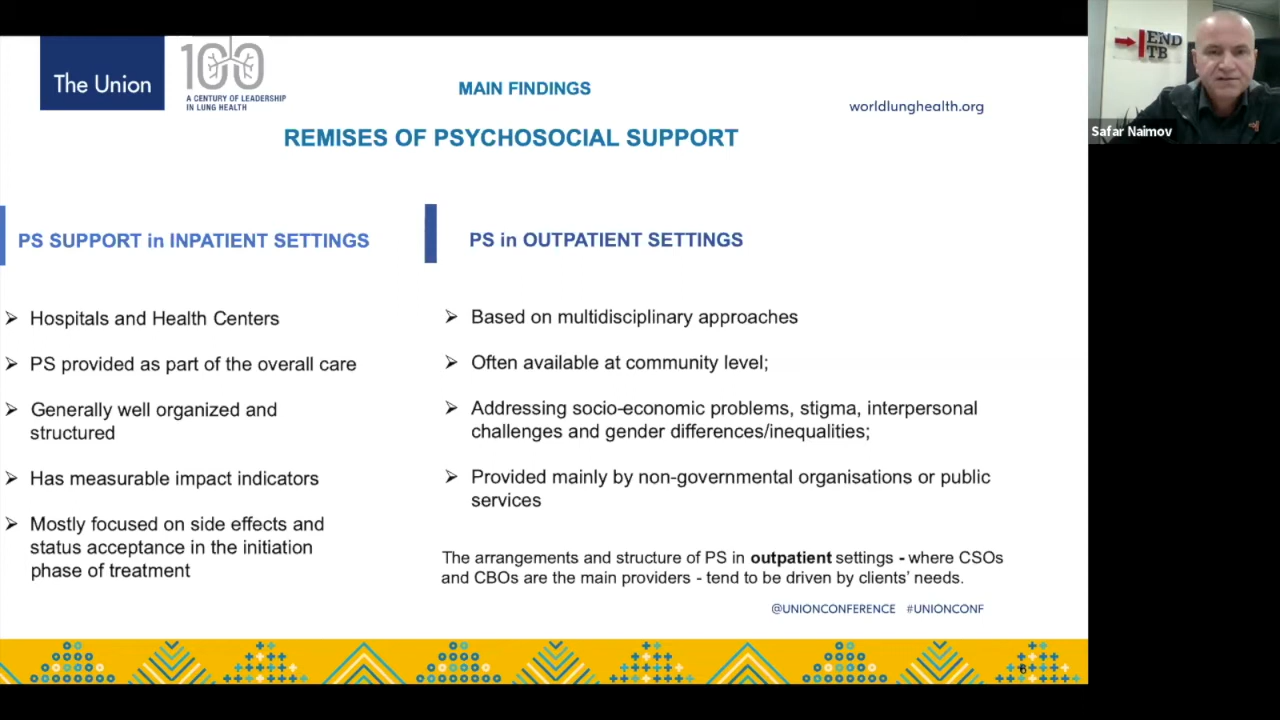 The Union
100
A CENTURY OF LEADERSHIP
IN LUNG HEALTH
MAIN FINDINGS
worldlunghealth.org
REMISES OF PSYCHOSOCIAL SUPPORT
END
TB
Safar Naimov
PS SUPPORT in INPATIENT SETTINGS
Hospitals and Health Centers
PS provided as part of the overall care
Generally well organized and
structured
Has measurable impact indicators
Mostly focused on side effects and
status acceptance in the initiation
phase of treatment
PS in OUTPATIENT SETTINGS
Based on multidisciplinary approaches
Often available at community level;
Addressing socio-economic problems, stigma, interpersonal
challenges and gender differences/inequalities;
Provided mainly by non-governmental organisations or public
services
The arrangements and structure of PS in outpatient settings - where CSOs
and CBOs are the main providers - tend to be driven by clients’ needs.
@UNIONCONFERENCE #UNIONCONF